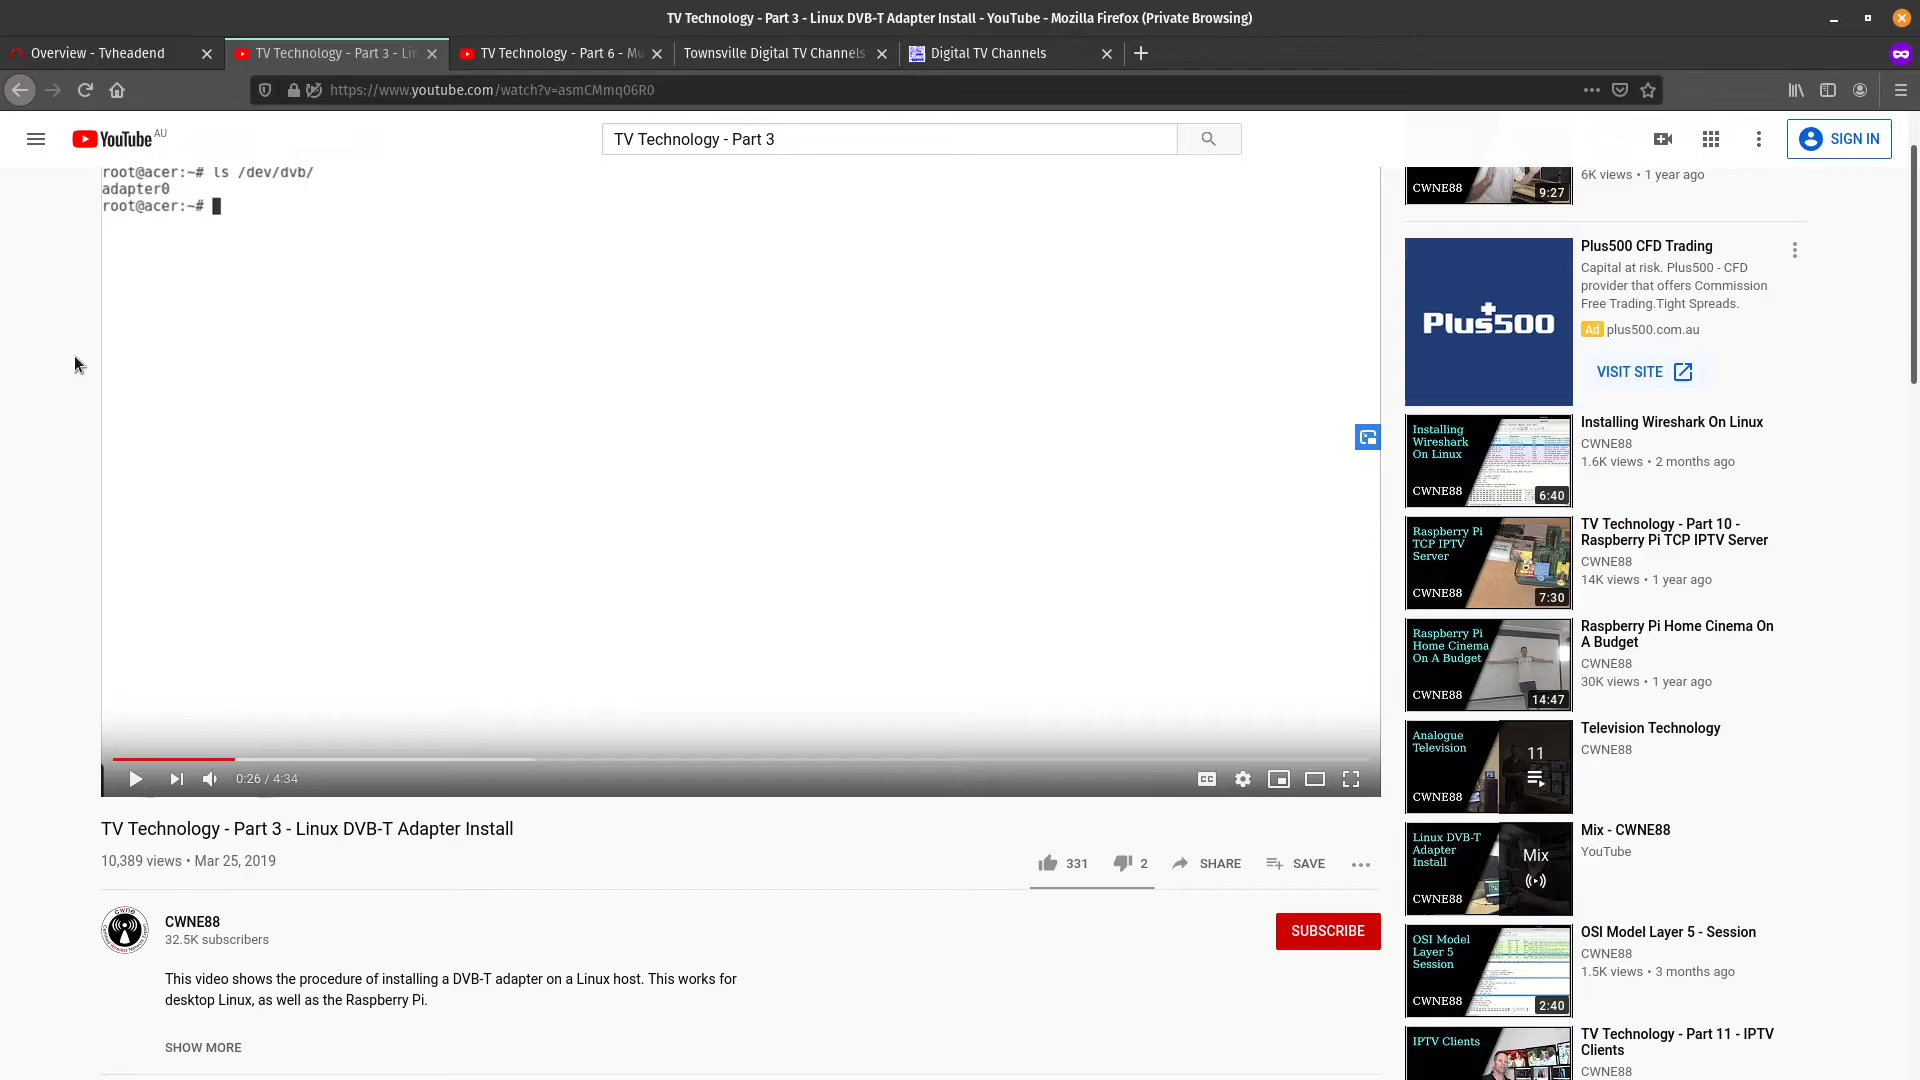 TV Technology - Part 3 - Linux DVB-T Adapter Install - YouTube - Mozilla Firefox (Private Browsing)
Overview - Tvheadend
TV Technology - Part 3 - Lin
TV Technology - Part 6 - Mu
Townsville Digital TV Channels
Digital TV Channels
https://www.youtube.com/watch?v=asmCMmq06R0
YouTube AU
TV Technology - Part 3
SIGN IN
root@acer:~# ls /dev/dvb/
adapter0
root@acer:~#
0:26 / 4:34
CC
TV Technology - Part 3 - Linux DVB-T Adapter Install
10,389 views • Mar 25, 2019
331
2
SHARE
SAVE
CWNE88
32.5K subscribers
SUBSCRIBE
This video shows the procedure of installing a DVB-T adapter on a Linux host. This works for
desktop Linux, as well as the Raspberry Pi.
SHOW MORE
CWNE88
9:27
6K views • 1 year ago
Plus500
Plus500 CFD Trading
Capital at risk. Plus500 - CFD
provider that offers Commission
Free Trading.Tight Spreads.
Ad plus500.com.au
VISIT SITE
Installing
Wireshark
On Linux
CWNE88
6:40
Installing Wireshark On Linux
CWNE88
1.6K views • 2 months ago
Raspberry Pi
TCP IPTV
Server
CWNE88
7:30
TV Technology - Part 10 -
Raspberry Pi TCP IPTV Server
CWNE88
14K views • 1 year ago
Raspberry Pi
Home Cinema
On A Budget
CWNE88
14:47
Raspberry Pi Home Cinema On
A Budget
CWNE88
30K views • 1 year ago
Analogue
Television
CWNE88
11
Television Technology
CWNE88
Linux DVB-T
Adapter
Install
CWNE88
Mix
Mix - CWNE88
YouTube
OSI Model
Layer 5
Session
CWNE88
2:40
OSI Model Layer 5 - Session
CWNE88
1.5K views • 3 months ago
IPTV Clients
TV Technology - Part 11 - IPTV
Clients
CWNE88